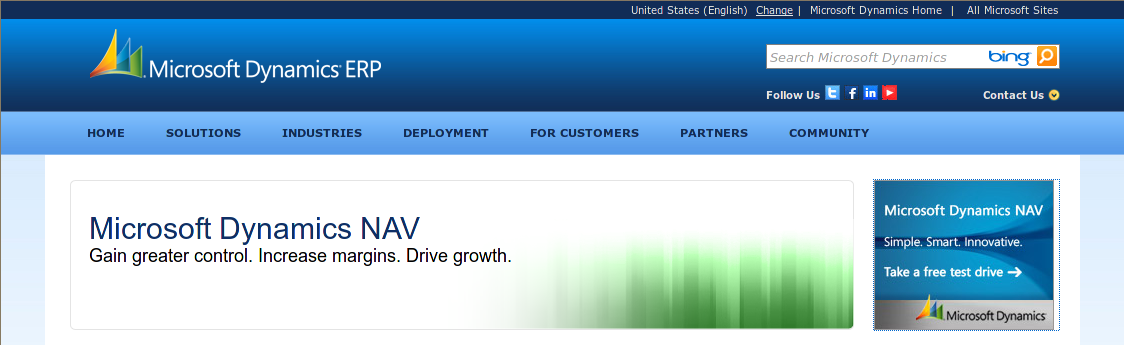 United States (English) Change | Microsoft Dynamics Home | All Microsoft Sites
Microsoft Dynamics ERP
Search Microsoft Dynamics bing
Follow Us t f in
Contact Us
HOME SOLUTIONS INDUSTRIES DEPLOYMENT FOR CUSTOMERS PARTNERS COMMUNITY
Microsoft Dynamics NAV
Gain greater control. Increase margins. Drive growth.
Microsoft Dynamics NAV
Simple. Smart. Innovative.
Take a free test drive →
Microsoft Dynamics